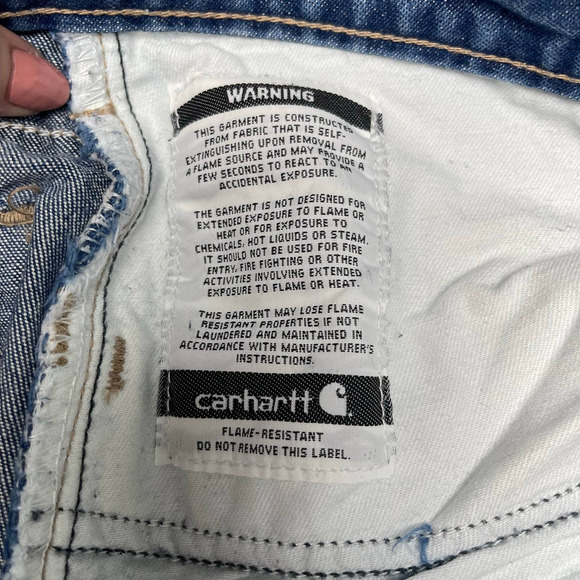 WARNING
THIS GARMENT IS CONSTRUCTED
FROM FABRIC THAT IS SELF-
EXTINGUISHING UPON REMOVAL FROM
A FLAME SOURCE AND MAY PROVIDE A
FEW SECONDS TO REACT TO AN
ACCIDENTAL EXPOSURE.
THE GARMENT IS NOT DESIGNED FOR
EXTENDED EXPOSURE TO FLAME OR
HEAT OR FOR EXPOSURE TO
CHEMICALS, HOT LIQUIDS OR STEAM.
IT SHOULD NOT BE USED FOR FIRE
ENTRY, FIRE FIGHTING OR OTHER
ACTIVITIES INVOLVING EXTENDED
EXPOSURE TO FLAME OR HEAT.
THIS GARMENT MAY LOSE FLAME
RESISTANT PROPERTIES IF NOT
LAUNDERED AND MAINTAINED IN
ACCORDANCE WITH MANUFACTURER'S
INSTRUCTIONS.
carhartt
FLAME-RESISTANT
DO NOT REMOVE THIS LABEL.